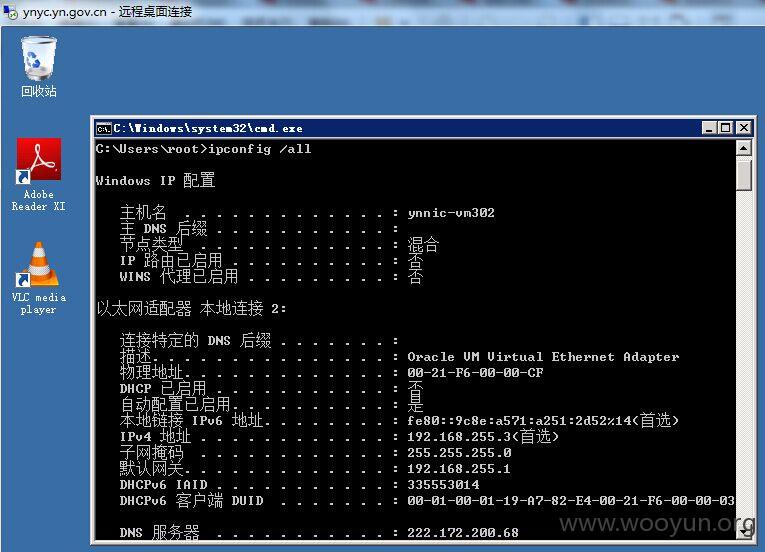 ynyc.yn.gov.cn - 远程桌面连接
回收站
Adobe
Reader XI
VLC media
player
C:\Windows\system32\cmd.exe
C:\Users\root>ipconfig /all
Windows IP 配置
主机名 . . . . . . . . . . . . . : ynnic-vm302
主 DNS 后缀 . . . . . . . . . . . :
节点类型 . . . . . . . . . . . . : 混合
IP 路由已启用 . . . . . . . . . . : 否
WINS 代理已启用 . . . . . . . . . : 否
以太网适配器 本地连接 2:
连接特定的 DNS 后缀 . . . . . . . :
描述. . . . . . . . . . . . . . . : Oracle VM Virtual Ethernet Adapter
物理地址. . . . . . . . . . . . . : 00-21-F6-00-00-CF
DHCP 已启用 . . . . . . . . . . . : 否
自动配置已启用. . . . . . . . . . : 是
本地链接 IPv6 地址. . . . . . . . : fe80::9c8e:a571:a251:2d52%14(首选)
IPv4 地址 . . . . . . . . . . . . : 192.168.255.3(首选)
子网掩码 . . . . . . . . . . . . : 255.255.255.0
默认网关. . . . . . . . . . . . . : 192.168.255.1
DHCPv6 IAID . . . . . . . . . . . : 335553014
DHCPv6 客户端 DUID . . . . . . . : 00-01-00-01-19-A7-82-E4-00-21-F6-00-00-03
DNS 服务器 . . . . . . . . . . . : 222.172.200.68
www.wooyun.org